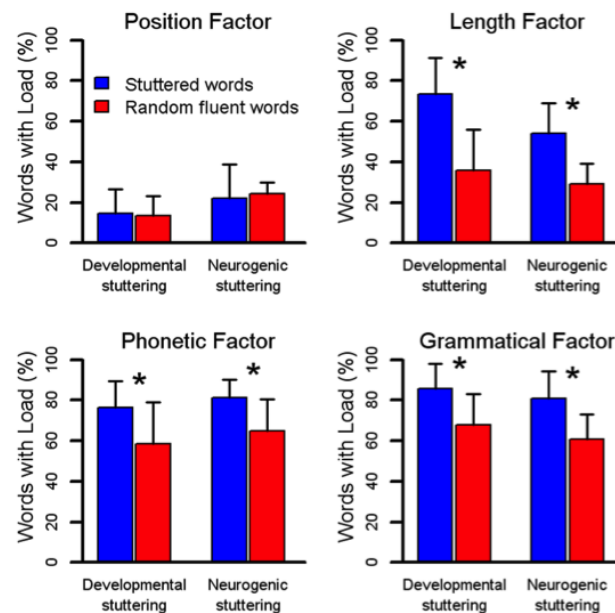 Position Factor
Words with Load (%)
100
80
60
40
20
0
Stuttered words
Random fluent words
Developmental
stuttering
Neurogenic
stuttering
Length Factor
Words with Load (%)
100
80
60
40
20
0
*
*
Developmental
stuttering
Neurogenic
stuttering
Phonetic Factor
Words with Load (%)
100
80
60
40
20
0
*
*
Developmental
stuttering
Neurogenic
stuttering
Grammatical Factor
Words with Load (%)
100
80
60
40
20
0
*
*
Developmental
stuttering
Neurogenic
stuttering